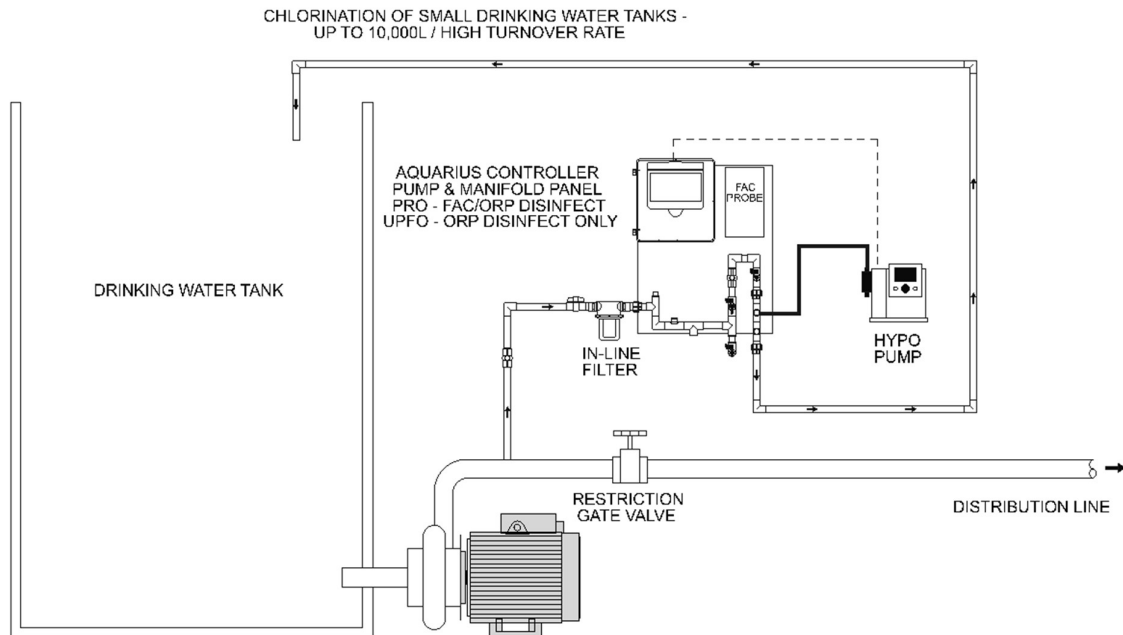 CHLORINATION OF SMALL DRINKING WATER TANKS -
UP TO 10,000L / HIGH TURNOVER RATE
AQUARIUS CONTROLLER
PUMP & MANIFOLD PANEL
PRO - FAC/ORP DISINFECT
UPFO - ORP DISINFECT ONLY
FAC
PROBE
DRINKING WATER TANK
IN-LINE
FILTER
HYPO
PUMP
RESTRICTION
GATE VALVE
DISTRIBUTION LINE